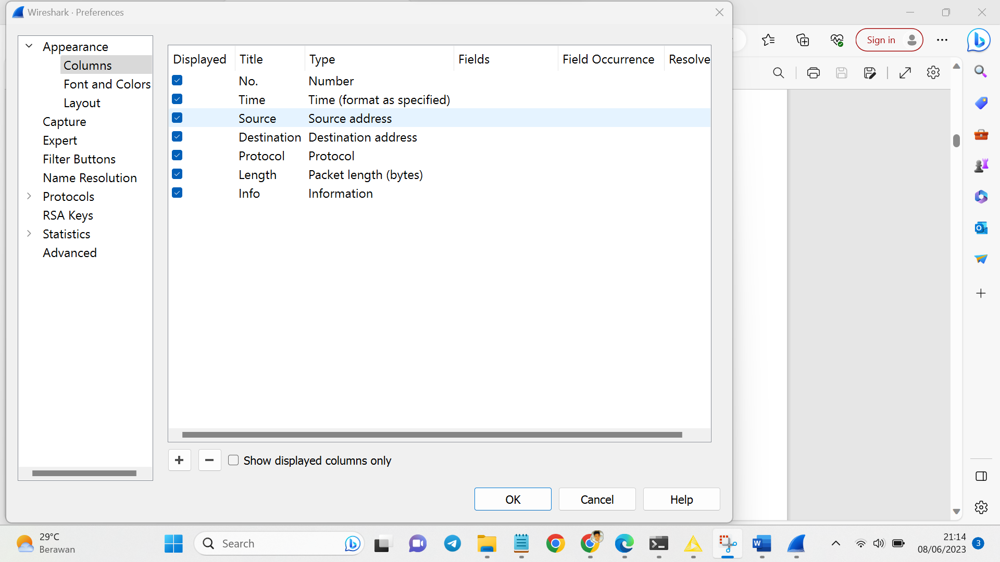 Wireshark · Preferences
Sign in
Appearance
Columns
Font and Colors
Layout
Capture
Expert
Filter Buttons
Name Resolution
Protocols
RSA Keys
Statistics
Advanced
Displayed Title Type Fields Field Occurrence Resolve
No. Number
Time Time (format as specified)
Source Source address
Destination Destination address
Protocol Protocol
Length Packet length (bytes)
Info Information
Show displayed columns only
OK Cancel Help
29°C
Berawan
Search
21:14
08/06/2023
3